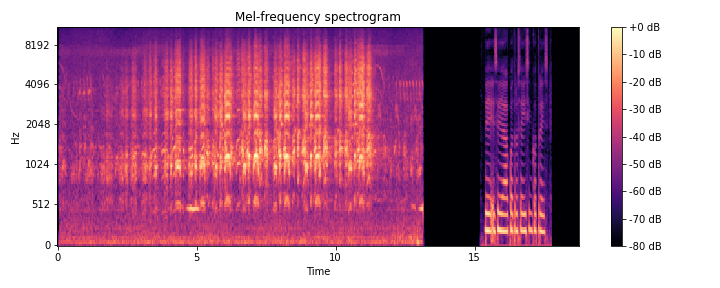 Mel-frequency spectrogram
8192
4096
2048
1024
512
0
Hz
0 5 10 15
Time
+0 dB
-10 dB
-20 dB
-30 dB
-40 dB
-50 dB
-60 dB
-70 dB
-80 dB